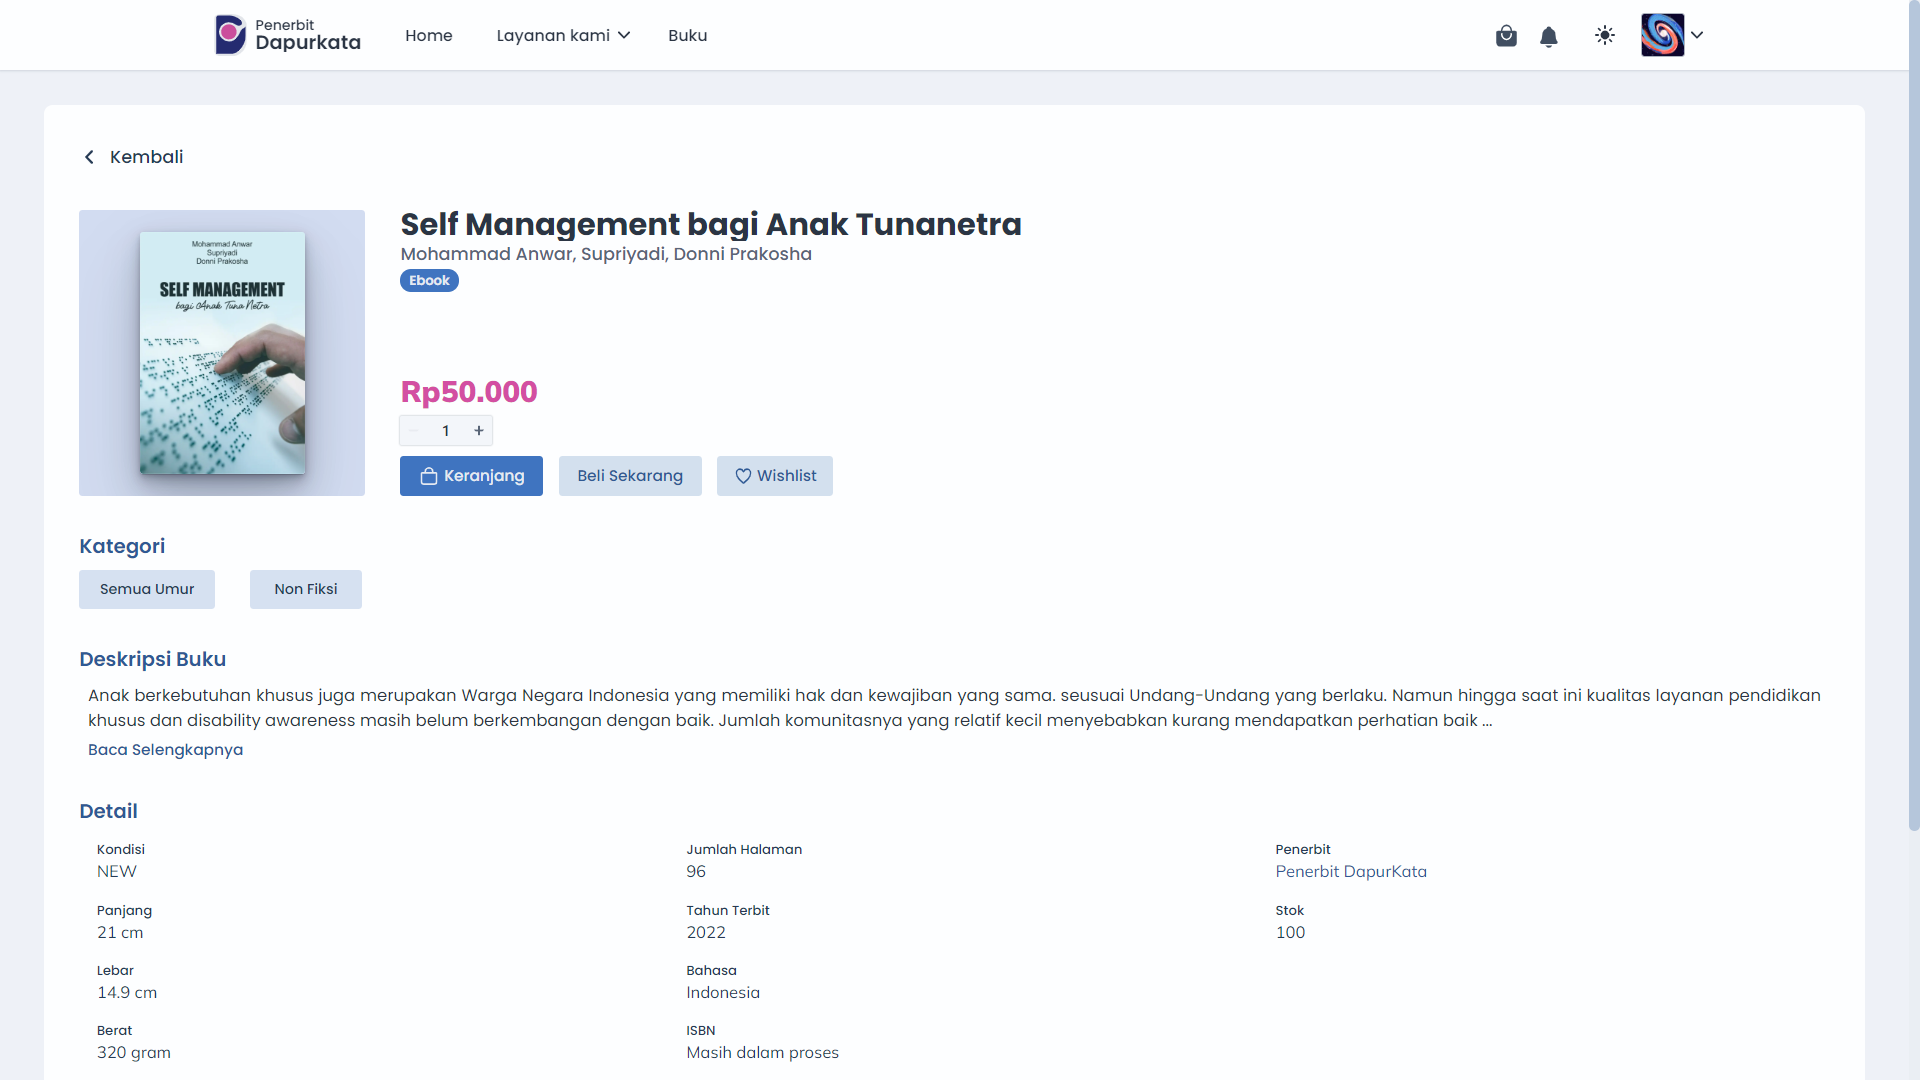 Penerbit
Dapurkata
Home
Layanan kami
Buku
Kembali
Mohammad Anwar
Supriyadi
Donni Prakosha
SELF MANAGEMENT
bagi Anak Tuna Netra
Self Management bagi Anak Tunanetra
Mohammad Anwar, Supriyadi, Donni Prakosha
Ebook
Rp50.000
− 1 +
Keranjang
Beli Sekarang
Wishlist
Kategori
Semua Umur
Non Fiksi
Deskripsi Buku
Anak berkebutuhan khusus juga merupakan Warga Negara Indonesia yang memiliki hak dan kewajiban yang sama. seusuai Undang-Undang yang berlaku. Namun hingga saat ini kualitas layanan pendidikan
khusus dan disability awareness masih belum berkembangan dengan baik. Jumlah komunitasnya yang relatif kecil menyebabkan kurang mendapatkan perhatian baik ...
Baca Selengkapnya
Detail
Kondisi
NEW
Panjang
21 cm
Lebar
14.9 cm
Berat
320 gram
Jumlah Halaman
96
Tahun Terbit
2022
Bahasa
Indonesia
ISBN
Masih dalam proses
Penerbit
Penerbit DapurKata
Stok
100